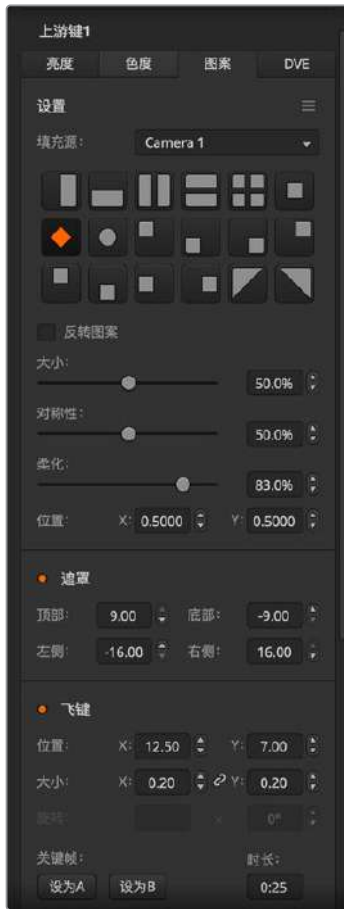 上游键1
亮度 色度 图案 DVE
设置
填充源: Camera 1
反转图案
大小:
50.0%
对称性:
50.0%
柔化:
83.0%
位置: X: 0.5000 Y: 0.5000
遮罩
顶部: 9.00 底部: -9.00
左侧: -16.00 右侧: 16.00
飞键
位置: X: 12.50 Y: 7.00
大小: X: 0.20 Y: 0.20
旋转: x 0°
关键帧: 时长:
设为A 设为B 0:25